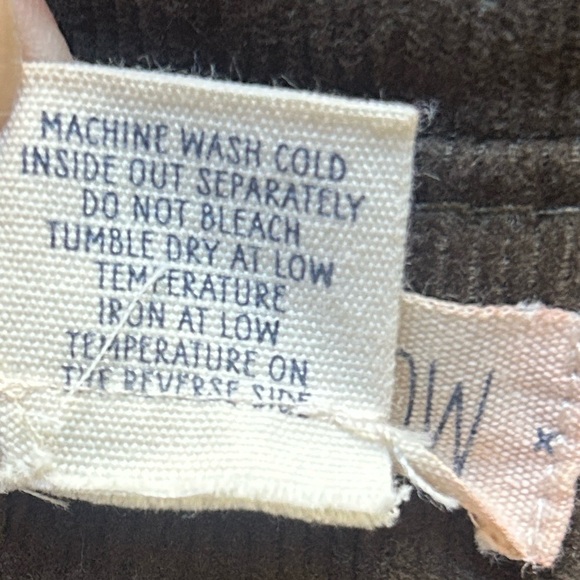 MACHINE WASH COLD
INSIDE OUT SEPARATELY
DO NOT BLEACH
TUMBLE DRY AT LOW
TEMPERATURE
IRON AT LOW
TEMPERATURE ON
THE REVERSE SIDE